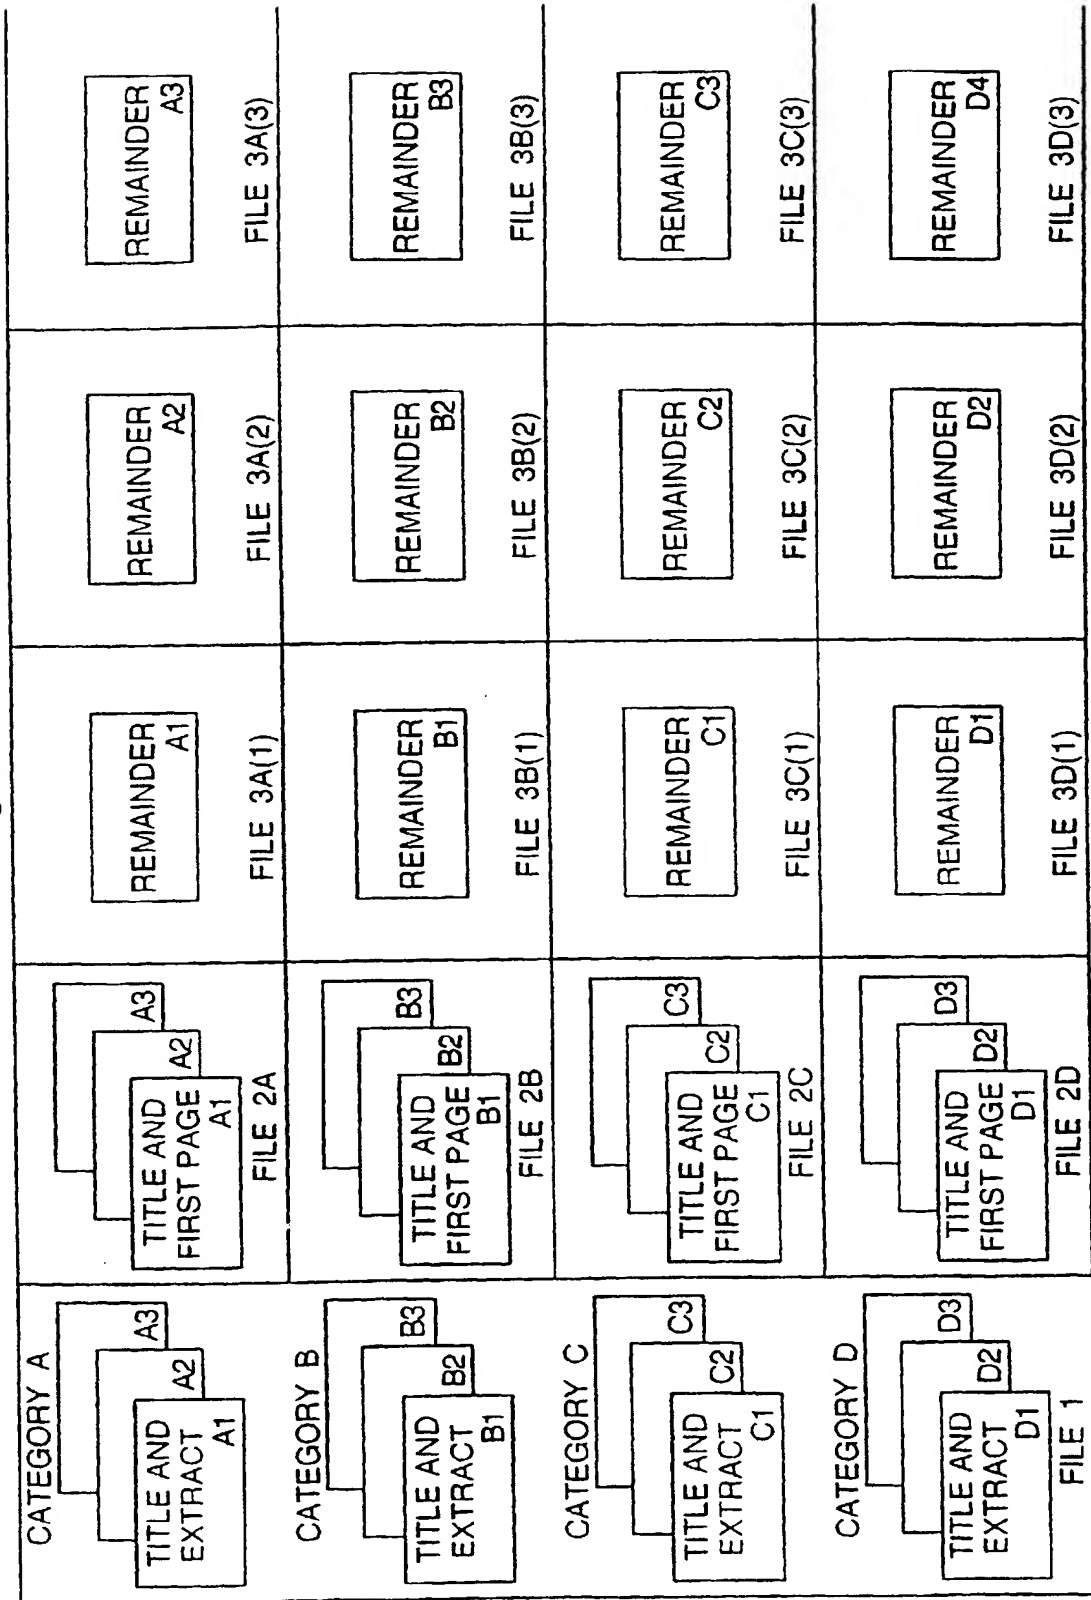 CATEGORY A
TITLE AND
EXTRACT
A1
A2
A3
TITLE AND
FIRST PAGE
A1
A2
A3
FILE 2A
REMAINDER
A1
FILE 3A(1)
REMAINDER
A2
FILE 3A(2)
REMAINDER
A3
FILE 3A(3)
CATEGORY B
TITLE AND
EXTRACT
B1
B2
B3
TITLE AND
FIRST PAGE
B1
B2
B3
FILE 2B
REMAINDER
B1
FILE 3B(1)
REMAINDER
B2
FILE 3B(2)
REMAINDER
B3
FILE 3B(3)
CATEGORY C
TITLE AND
EXTRACT
C1
C2
C3
TITLE AND
FIRST PAGE
C1
C2
C3
FILE 2C
REMAINDER
C1
FILE 3C(1)
REMAINDER
C2
FILE 3C(2)
REMAINDER
C3
FILE 3C(3)
CATEGORY D
TITLE AND
EXTRACT
D1
D2
D3
FILE 1
TITLE AND
FIRST PAGE
D1
D2
D3
FILE 2D
REMAINDER
D1
FILE 3D(1)
REMAINDER
D2
FILE 3D(2)
REMAINDER
D4
FILE 3D(3)